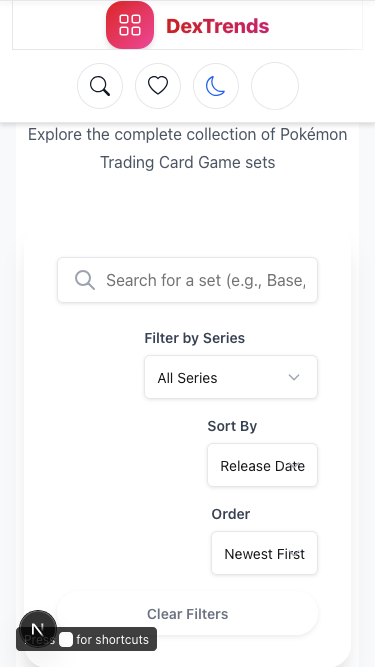 DexTrends
Explore the complete collection of Pokémon
Trading Card Game sets
Search for a set (e.g., Base,
Filter by Series
All Series
Sort By
Release Date
Order
Newest First
Clear Filters
N
Press for shortcuts